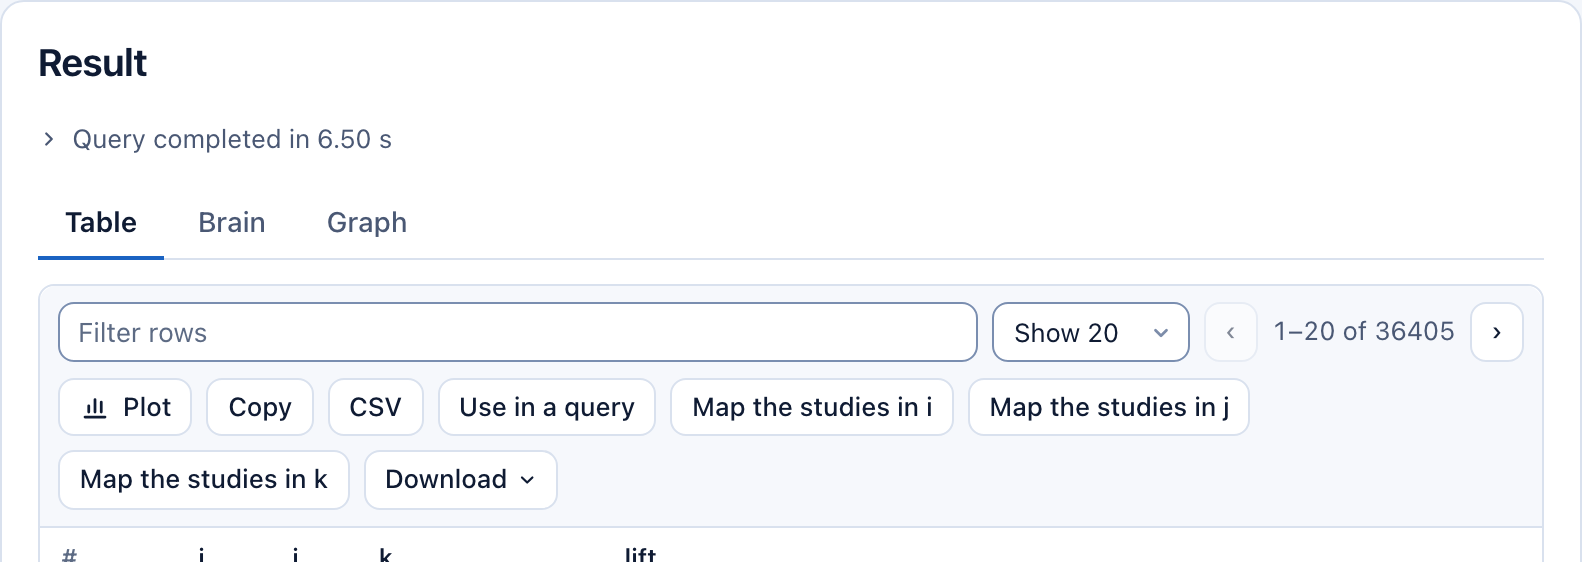 Result
Query completed in 6.50 s
Table Brain Graph
Filter rows Show 20 ‹ 1–20 of 36405 ›
Plot Copy CSV Use in a query Map the studies in i Map the studies in j
Map the studies in k Download
# i j k lift